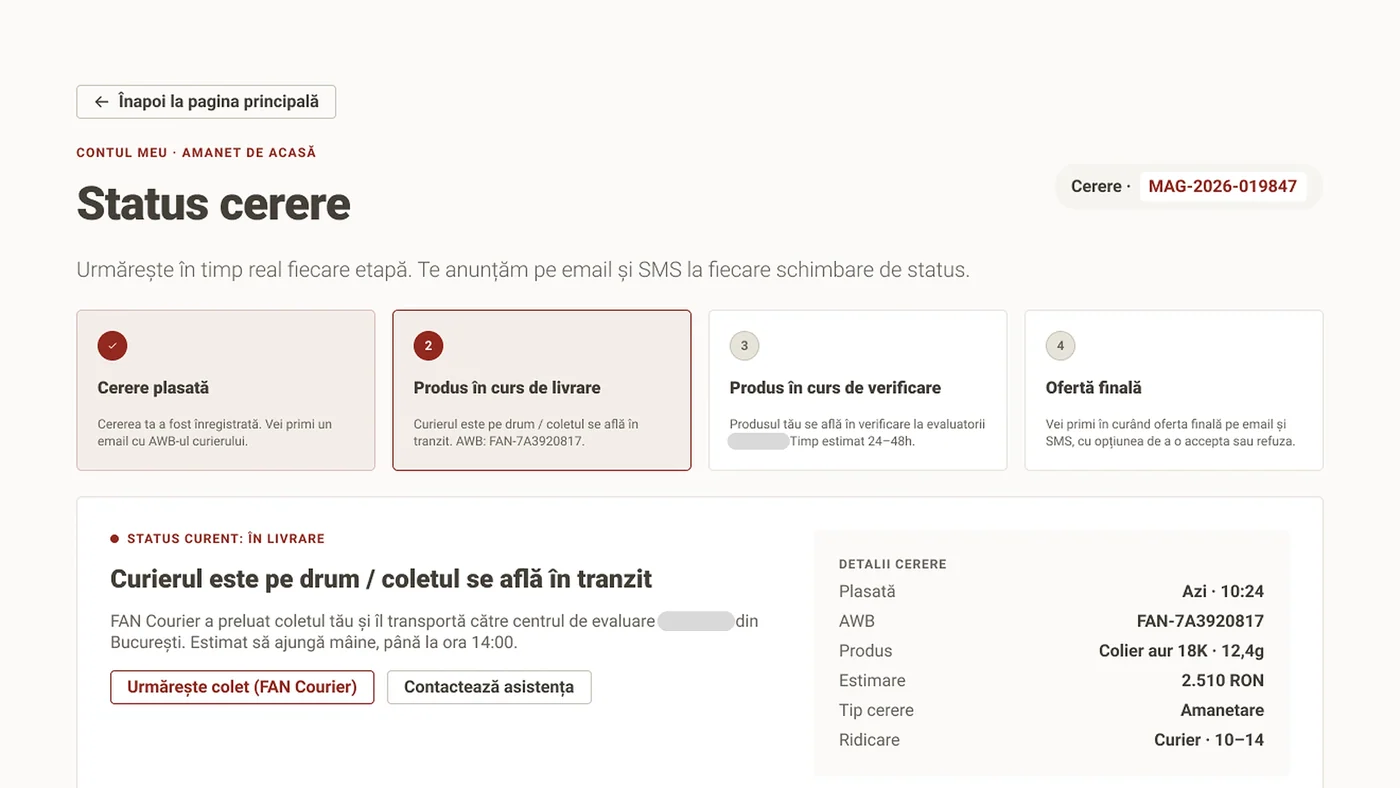 ← Înapoi la pagina principală
CONTUL MEU · AMANET DE ACASĂ
Status cerere
Cerere · MAG-2026-019847
Urmărește în timp real fiecare etapă. Te anunțăm pe email și SMS la fiecare schimbare de status.
Cerere plasată
Cererea ta a fost înregistrată. Vei primi un
email cu AWB-ul curierului.
2
Produs în curs de livrare
Curierul este pe drum / coletul se află în
tranzit. AWB: FAN-7A3920817.
3
Produs în curs de verificare
Produsul tău se află în verificare la evaluatorii
Timp estimat 24–48h.
4
Ofertă finală
Vei primi în curând oferta finală pe email și
SMS, cu opțiunea de a o accepta sau refuza.
STATUS CURENT: ÎN LIVRARE
Curierul este pe drum / coletul se află în tranzit
FAN Courier a preluat coletul tău și îl transportă către centrul de evaluare din
București. Estimat să ajungă mâine, până la ora 14:00.
Urmărește colet (FAN Courier)
Contactează asistența
DETALII CERERE
Plasată Azi · 10:24
AWB FAN-7A3920817
Produs Colier aur 18K · 12,4g
Estimare 2.510 RON
Tip cerere Amanetare
Ridicare Curier · 10–14